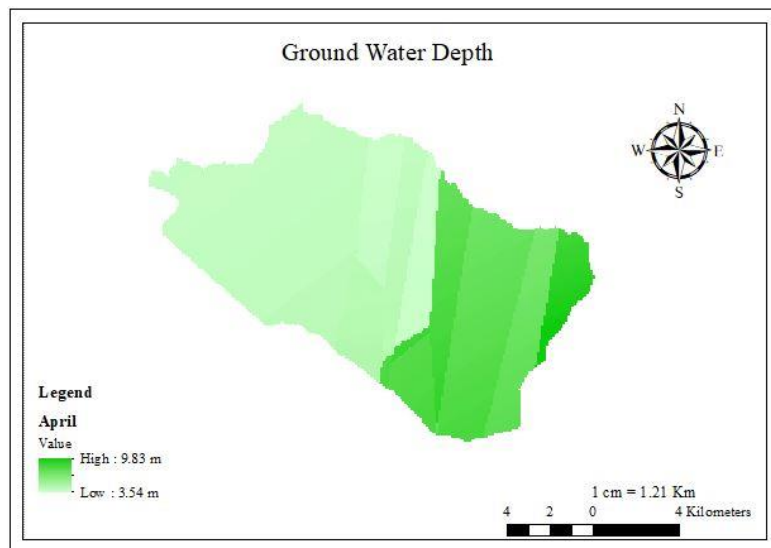 Ground Water Depth
N
W E
S
Legend
April
Value
High : 9.83 m
Low : 3.54 m
1 cm = 1.21 Km
4 2 0 4 Kilometers